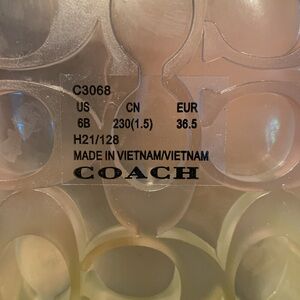 C3068
US CN EUR
6B 230(1.5) 36.5
H21/128
MADE IN VIETNAM/VIETNAM
COACH